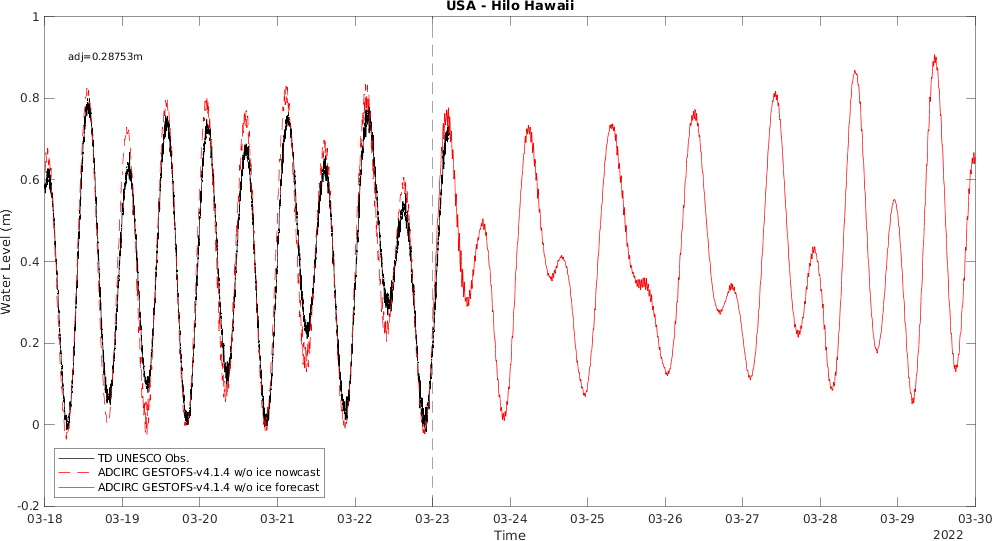 USA - Hilo Hawaii
adj=0.28753m
1
0.8
0.6
0.4
0.2
0
-0.2
Water Level (m)
TD UNESCO Obs.
ADCIRC GESTOFS-v4.1.4 w/o ice nowcast
ADCIRC GESTOFS-v4.1.4 w/o ice forecast
03-18 03-19 03-20 03-21 03-22 03-23 03-24 03-25 03-26 03-27 03-28 03-29 03-30
Time
2022